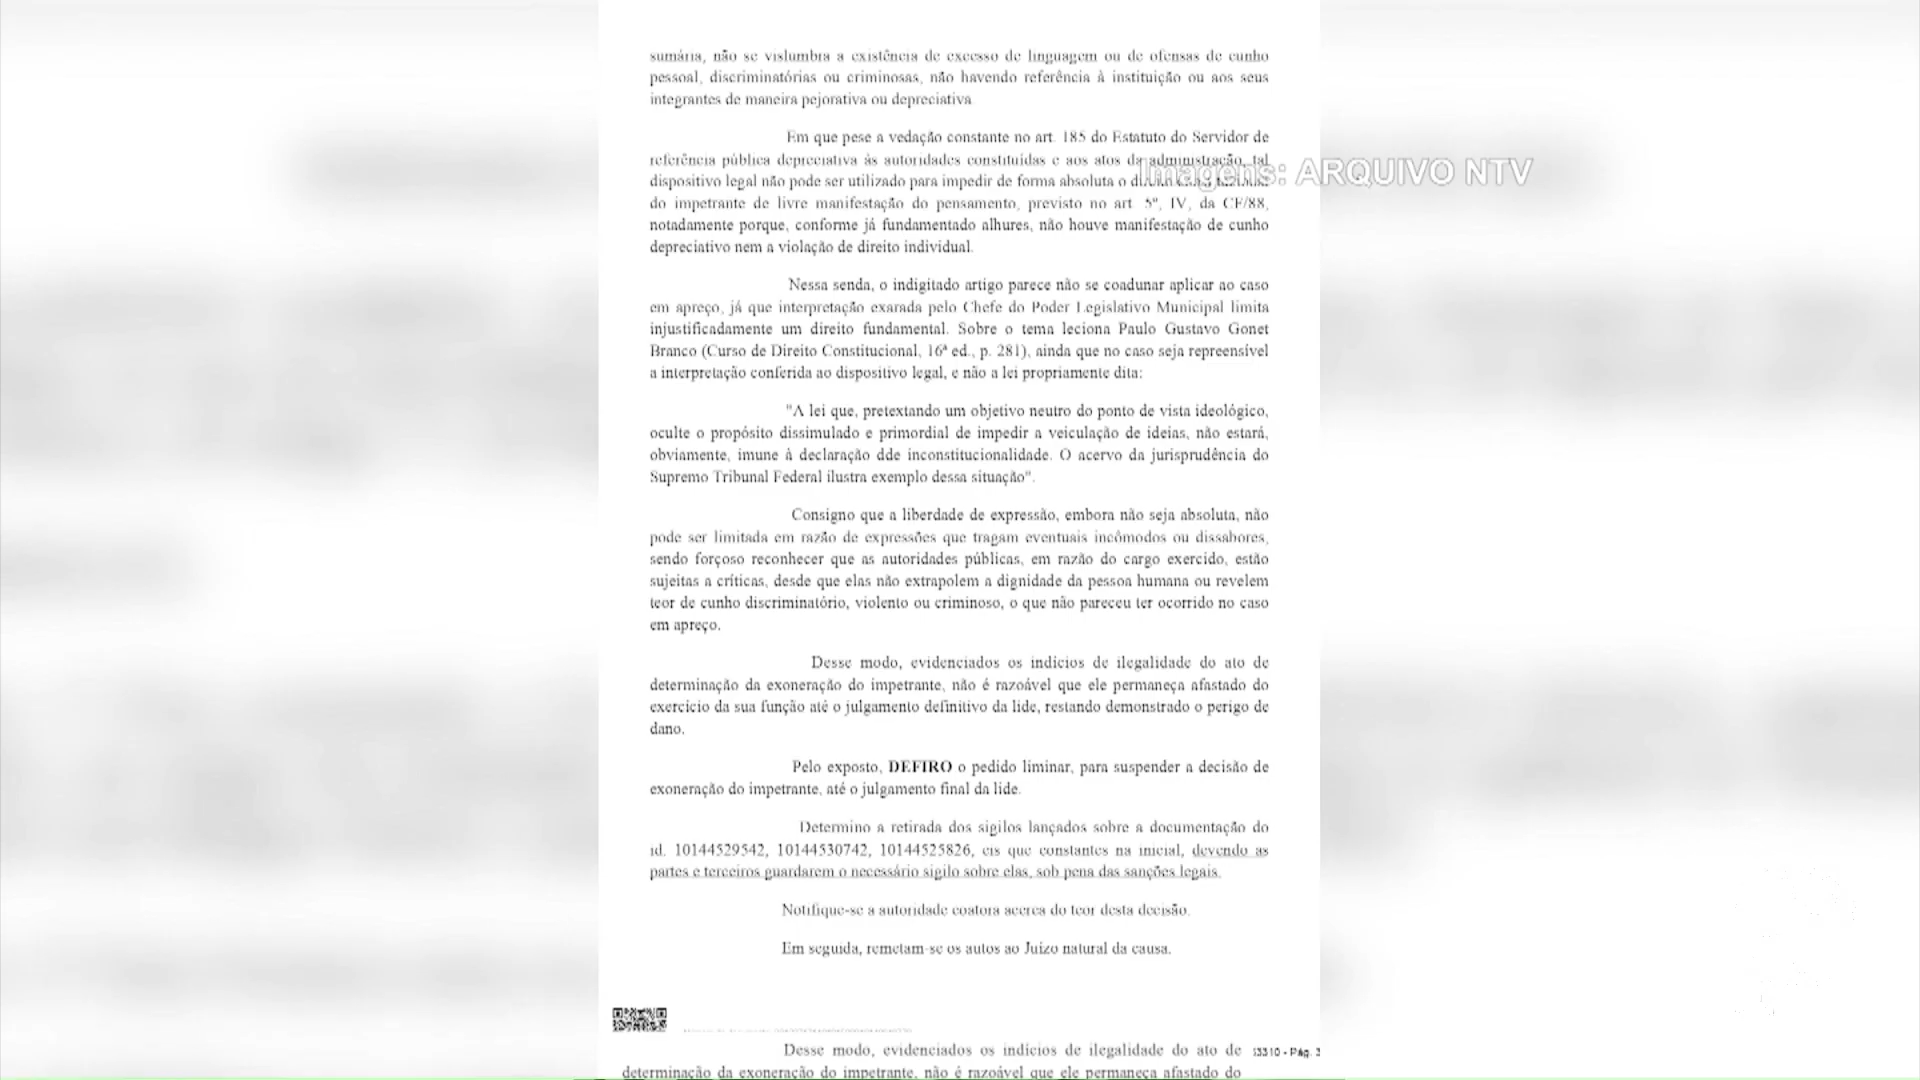 sumária, não se vislumbra a existência de excesso de linguagem ou de ofensas de cunho
pessoal, discriminatórias ou criminosas, não havendo referência à instituição ou aos seus
integrantes de maneira pejorativa ou depreciativa
Em que pese a vedação constante no art. 185 do Estatuto do Servidor de
referência pública depreciativa às autoridades constituídas e aos atos da administração, tal
Imagens: ARQUIVO NTV
dispositivo legal não pode ser utilizado para impedir de forma absoluta o
do impetrante de livre manifestação do pensamento, previsto no art 5º, IV, da CF/88,
notadamente porque, conforme já fundamentado alhures, não houve manifestação de cunho
depreciativo nem a violação de direito individual.
Nessa senda, o indigitado artigo parece não se coadunar aplicar ao caso
em apreço, já que interpretação exarada pelo Chefe do Poder Legislativo Municipal limita
injustificadamente um direito fundamental. Sobre o tema leciona Paulo Gustavo Gonet
Branco (Curso de Direito Constitucional, 16ª ed., p. 281), ainda que no caso seja repreensível
a interpretação conferida ao dispositivo legal, e não a lei propriamente dita:
"A lei que, pretextando um objetivo neutro do ponto de vista ideológico,
oculte o propósito dissimulado e primordial de impedir a veiculação de ideias, não estará,
obviamente, imune à declaração dde inconstitucionalidade. O acervo da jurisprudência do
Supremo Tribunal Federal ilustra exemplo dessa situação".
Consigno que a liberdade de expressão, embora não seja absoluta, não
pode ser limitada em razão de expressões que tragam eventuais incômodos ou dissabores,
sendo forçoso reconhecer que as autoridades públicas, em razão do cargo exercido, estão
sujeitas a críticas, desde que elas não extrapolem a dignidade da pessoa humana ou revelem
teor de cunho discriminatório, violento ou criminoso, o que não pareceu ter ocorrido no caso
em apreço.
Desse modo, evidenciados os indícios de ilegalidade do ato de
determinação da exoneração do impetrante, não é razoável que ele permaneça afastado do
exercício da sua função até o julgamento definitivo da lide, restando demonstrado o perigo de
dano.
Pelo exposto, DEFIRO o pedido liminar, para suspender a decisão de
exoneração do impetrante, até o julgamento final da lide.
Determino a retirada dos sigilos lançados sobre a documentação do
id. 10144529542, 10144530742, 10144525826, eis que constantes na inicial, devendo as
partes e terceiros guardarem o necessário sigilo sobre elas, sob pena das sanções legais.
Notifique-se a autoridade coatora acerca do teor desta decisão.
Em seguida, remetam-se os autos ao Juízo natural da causa.
Desse modo, evidenciados os indícios de ilegalidade do ato de
13310 - Pág. 3
determinação da exoneração do impetrante, não é razoável que ele permaneça afastado do